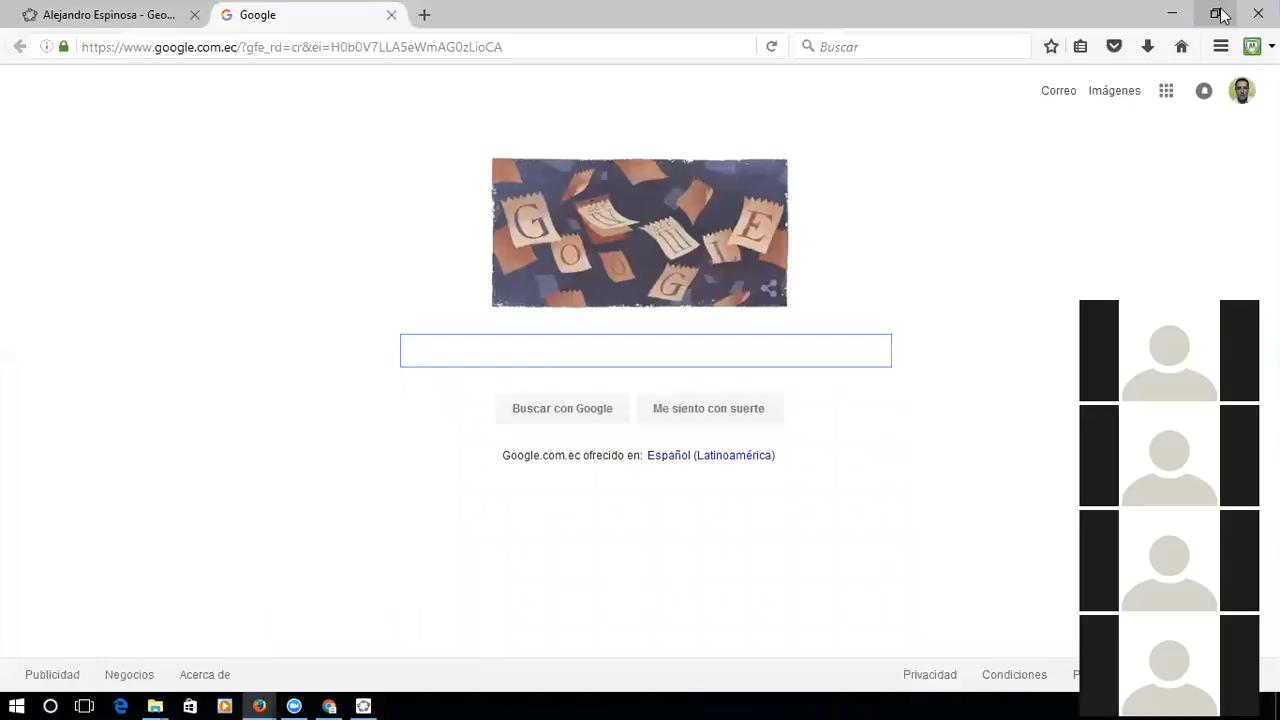 Alejandro Espinosa - Geo...
Google
https://www.google.com.ec/?gfe_rd=cr&ei=H0b0V7LLA5eWmAG0zLioCA
Buscar
Correo
Imágenes
G O O G L E
Buscar con Google
Me siento con suerte
Google.com.ec ofrecido en: Español (Latinoamérica)
Publicidad
Negocios
Acerca de
Privacidad
Condiciones